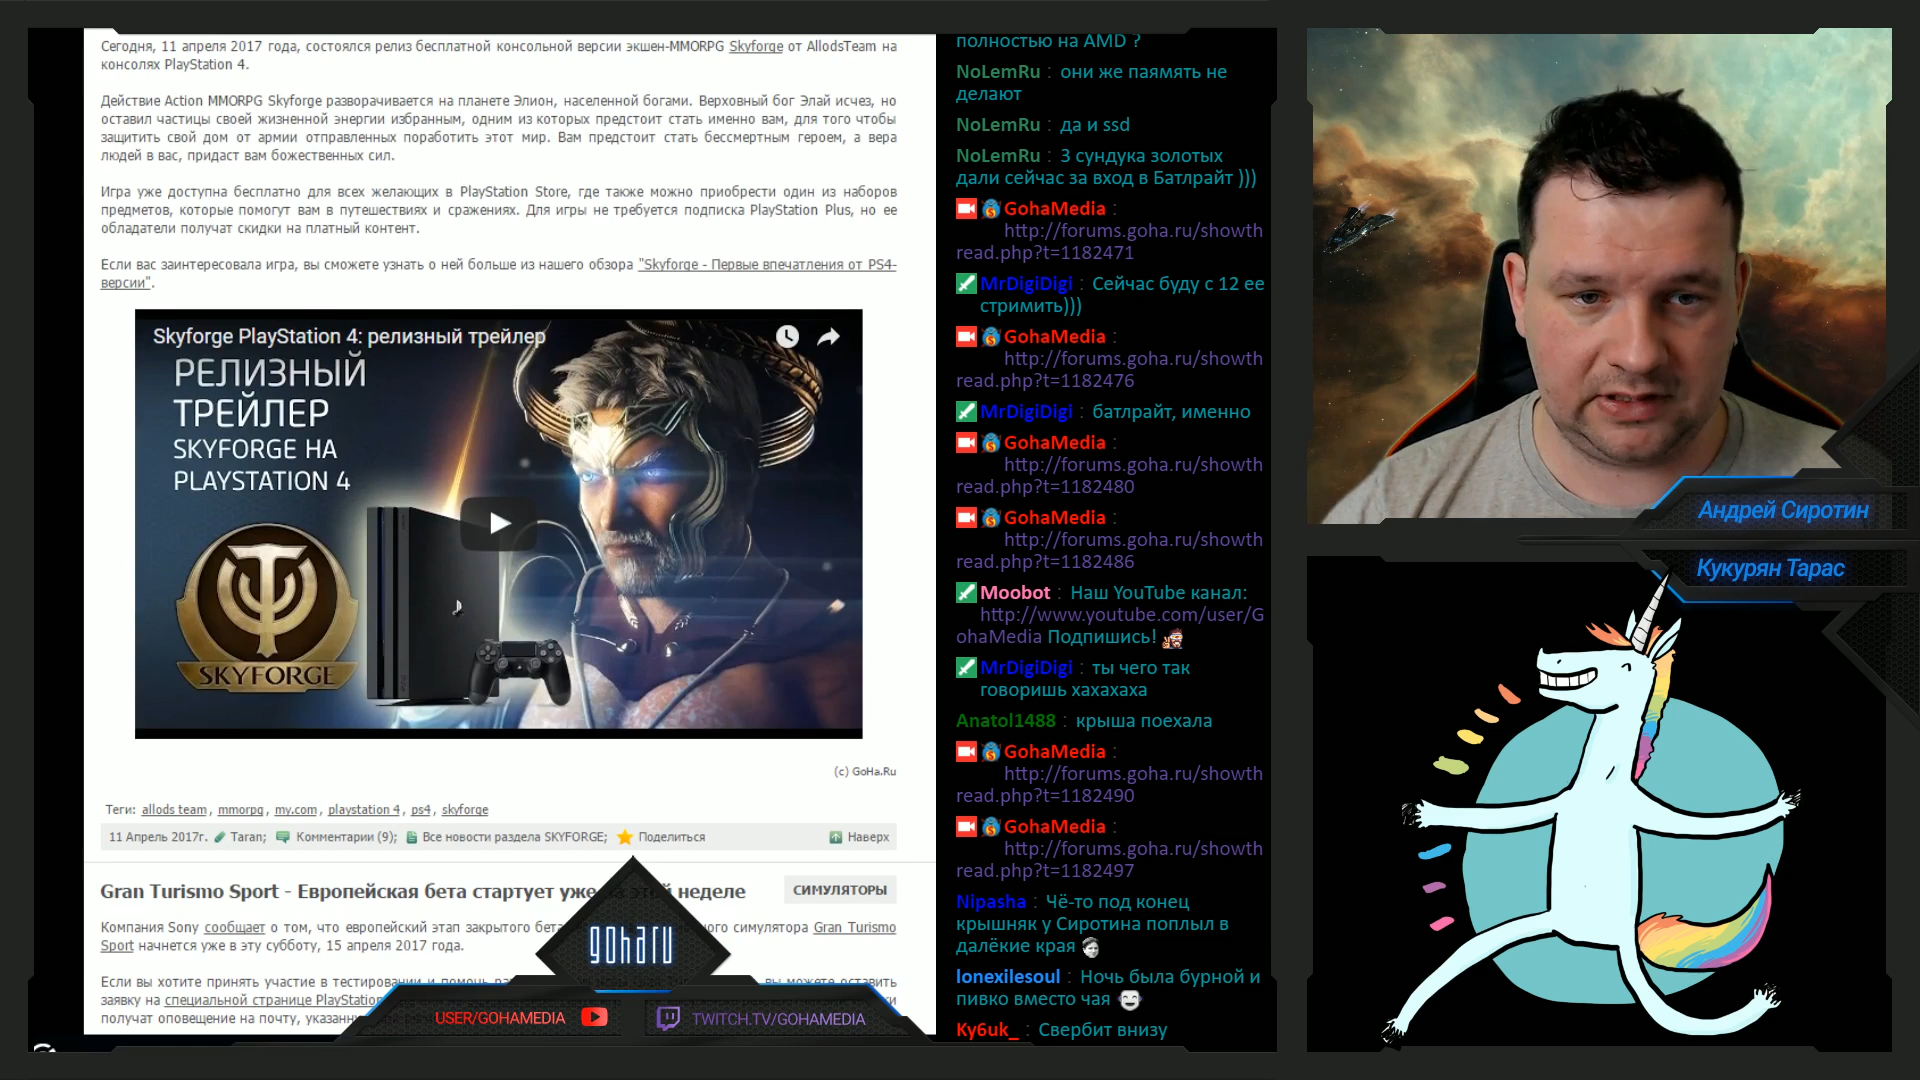 Сегодня, 11 апреля 2017 года, состоялся релиз бесплатной консольной версии экшен-MMORPG Skyforge от AllodsTeam на
консолях PlayStation 4.
Действие Action MMORPG Skyforge разворачивается на планете Элион, населенной богами. Верховный бог Элай исчез, но
оставил частицы своей жизненной энергии избранным, одним из которых предстоит стать именно вам, для того чтобы
защитить свой дом от армии отправленных поработить этот мир. Вам предстоит стать бессмертным героем, а вера
людей в вас, придаст вам божественных сил.
Игра уже доступна бесплатно для всех желающих в PlayStation Store, где также можно приобрести один из наборов
предметов, которые помогут вам в путешествиях и сражениях. Для игры не требуется подписка PlayStation Plus, но ее
обладатели получат скидки на платный контент.
Если вас заинтересовала игра, вы сможете узнать о ней больше из нашего обзора "Skyforge - Первые впечатления от PS4-
версии".
Skyforge PlayStation 4: релизный трейлер
РЕЛИЗНЫЙ
ТРЕЙЛЕР
SKYFORGE НА
PLAYSTATION 4
SKYFORGE
(c) GoHa.Ru
Теги: allods team, mmorpg, my.com, playstation 4, ps4, skyforge
11 Апрель 2017г. Taran; Комментарии (9); Все новости раздела SKYFORGE; Поделиться Наверх
Gran Turismo Sport - Европейская бета стартует уже на этой неделе
СИМУЛЯТОРЫ
Компания Sony сообщает о том, что европейский этап закрытого бета ого симулятора Gran Turismo
Sport начнется уже в эту субботу, 15 апреля 2017 года.
Если вы хотите принять участие в тестировании и помочь вы можете оставить
заявку на специальной странице PlayStation
получат оповещение на почту,
goharu
USER/GOHAMEDIA
TWITCH.TV/GOHAMEDIA
полностью на AMD ?
NoLemRu : они же паямять не
делают
NoLemRu : да и ssd
NoLemRu : 3 сундука золотых
дали сейчас за вход в Батлрайт )))
GohaMedia :
http://forums.goha.ru/showth
read.php?t=1182471
MrDigiDigi : Сейчас буду с 12 ее
стримить)))
GohaMedia :
http://forums.goha.ru/showth
read.php?t=1182476
MrDigiDigi : батлрайт, именно
GohaMedia :
http://forums.goha.ru/showth
read.php?t=1182480
GohaMedia :
http://forums.goha.ru/showth
read.php?t=1182486
Moobot : Наш YouTube канал:
http://www.youtube.com/user/G
ohaMedia Подпишись!
MrDigiDigi : ты чего так
говоришь хахахаха
Anatol1488 : крыша поехала
GohaMedia :
http://forums.goha.ru/showth
read.php?t=1182490
GohaMedia :
http://forums.goha.ru/showth
read.php?t=1182497
Nipasha : Чё-то под конец
крышняк у Сиротина поплыл в
далёкие края
lonexilesoul : Ночь была бурной и
пивко вместо чая
Ky6uk_ : Свербит внизу
Андрей Сиротин
Кукурян Тарас